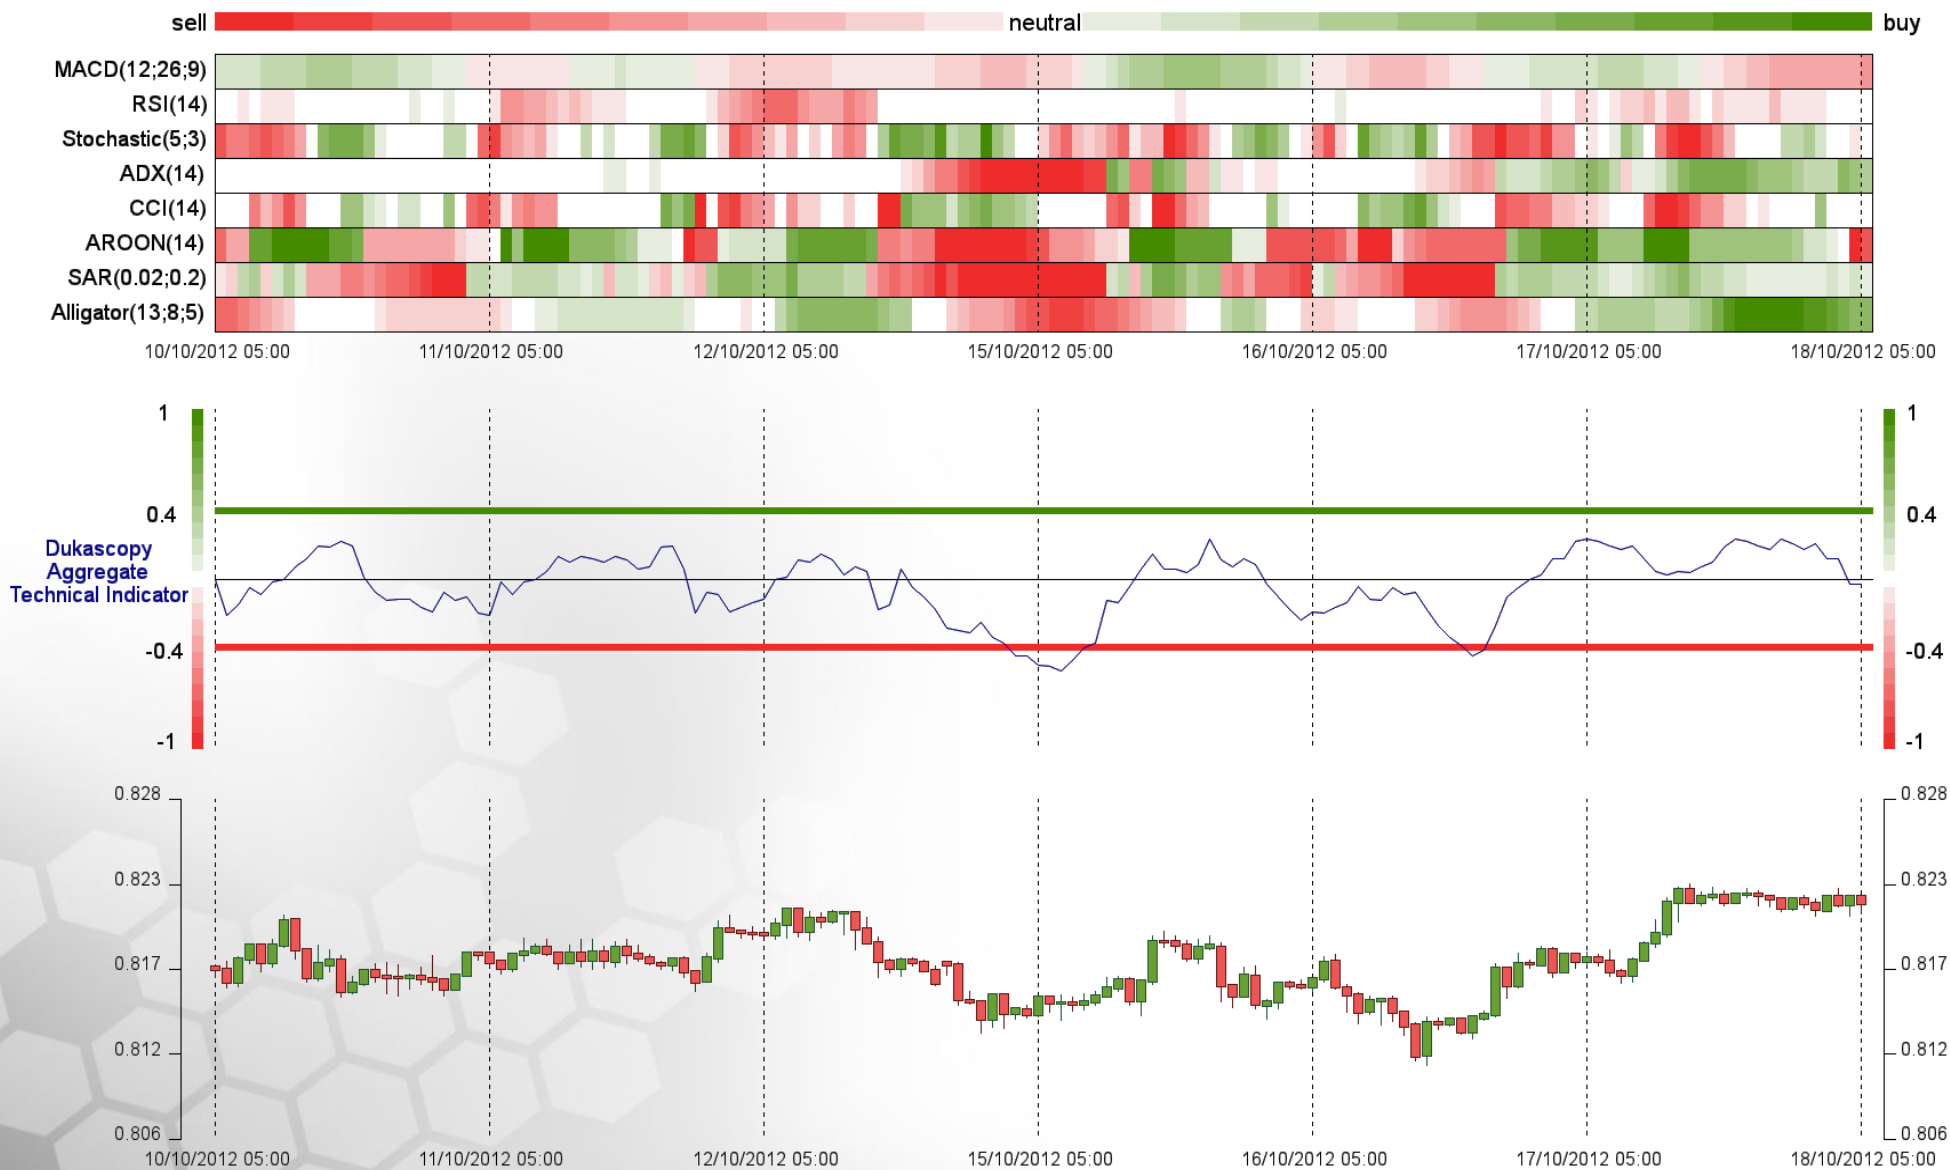 sell neutral buy
MACD(12;26;9)
RSI(14)
Stochastic(5;3)
ADX(14)
CCI(14)
AROON(14)
SAR(0.02;0.2)
Alligator(13;8;5)
10/10/2012 05:00 11/10/2012 05:00 12/10/2012 05:00 15/10/2012 05:00 16/10/2012 05:00 17/10/2012 05:00 18/10/2012 05:00
1 1
0.4 0.4
Dukascopy
Aggregate
Technical Indicator
-0.4 -0.4
-1 -1
0.828 0.828
0.823 0.823
0.817 0.817
0.812 0.812
0.806 0.806
10/10/2012 05:00 11/10/2012 05:00 12/10/2012 05:00 15/10/2012 05:00 16/10/2012 05:00 17/10/2012 05:00 18/10/2012 05:00